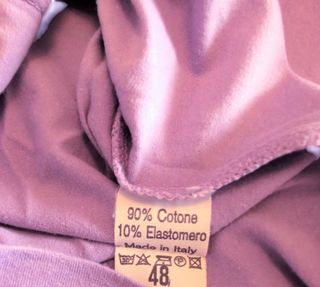 90% Cotone
10% Elastomero
Made in Italy
48